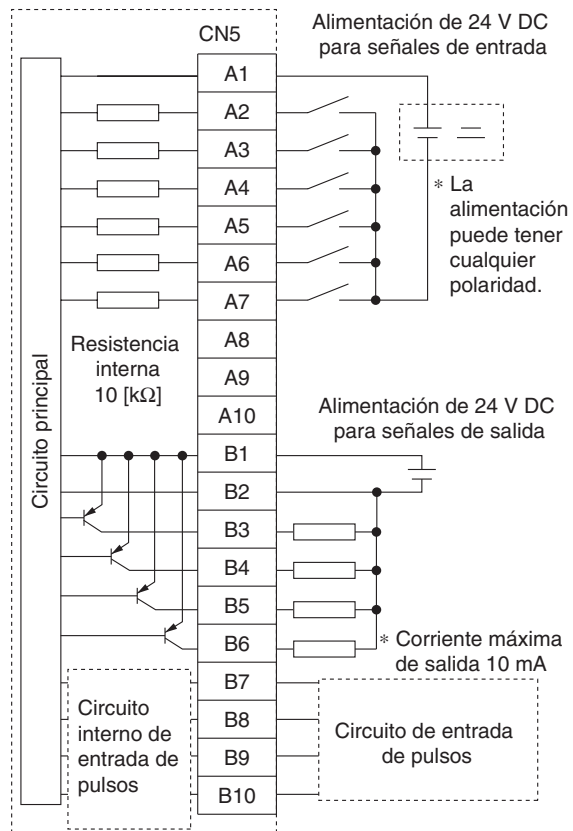 CN5
Alimentación de 24 V DC
para señales de entrada
A1
A2
A3
A4
A5
A6
A7
A8
A9
A10
B1
B2
B3
B4
B5
B6
B7
B8
B9
B10
* La
alimentación
puede tener
cualquier
polaridad.
Resistencia
interna
10 [kΩ]
Circuito principal
Alimentación de 24 V DC
para señales de salida
* Corriente máxima
de salida 10 mA
Circuito
interno de
entrada de
pulsos
Circuito de entrada
de pulsos